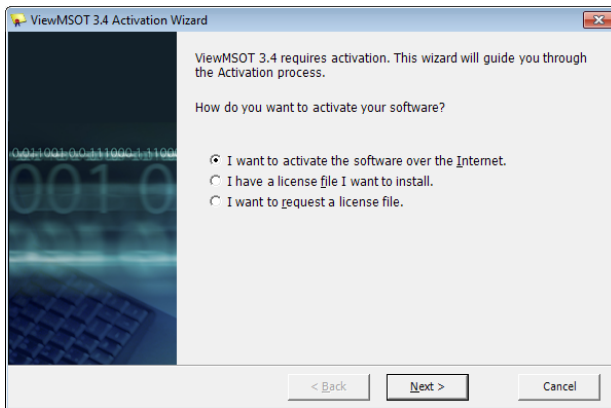 ViewMSOT 3.4 Activation Wizard
ViewMSOT 3.4 requires activation. This wizard will guide you through
the Activation process.
How do you want to activate your software?
I want to activate the software over the Internet.
I have a license file I want to install.
I want to request a license file.
< Back
Next >
Cancel